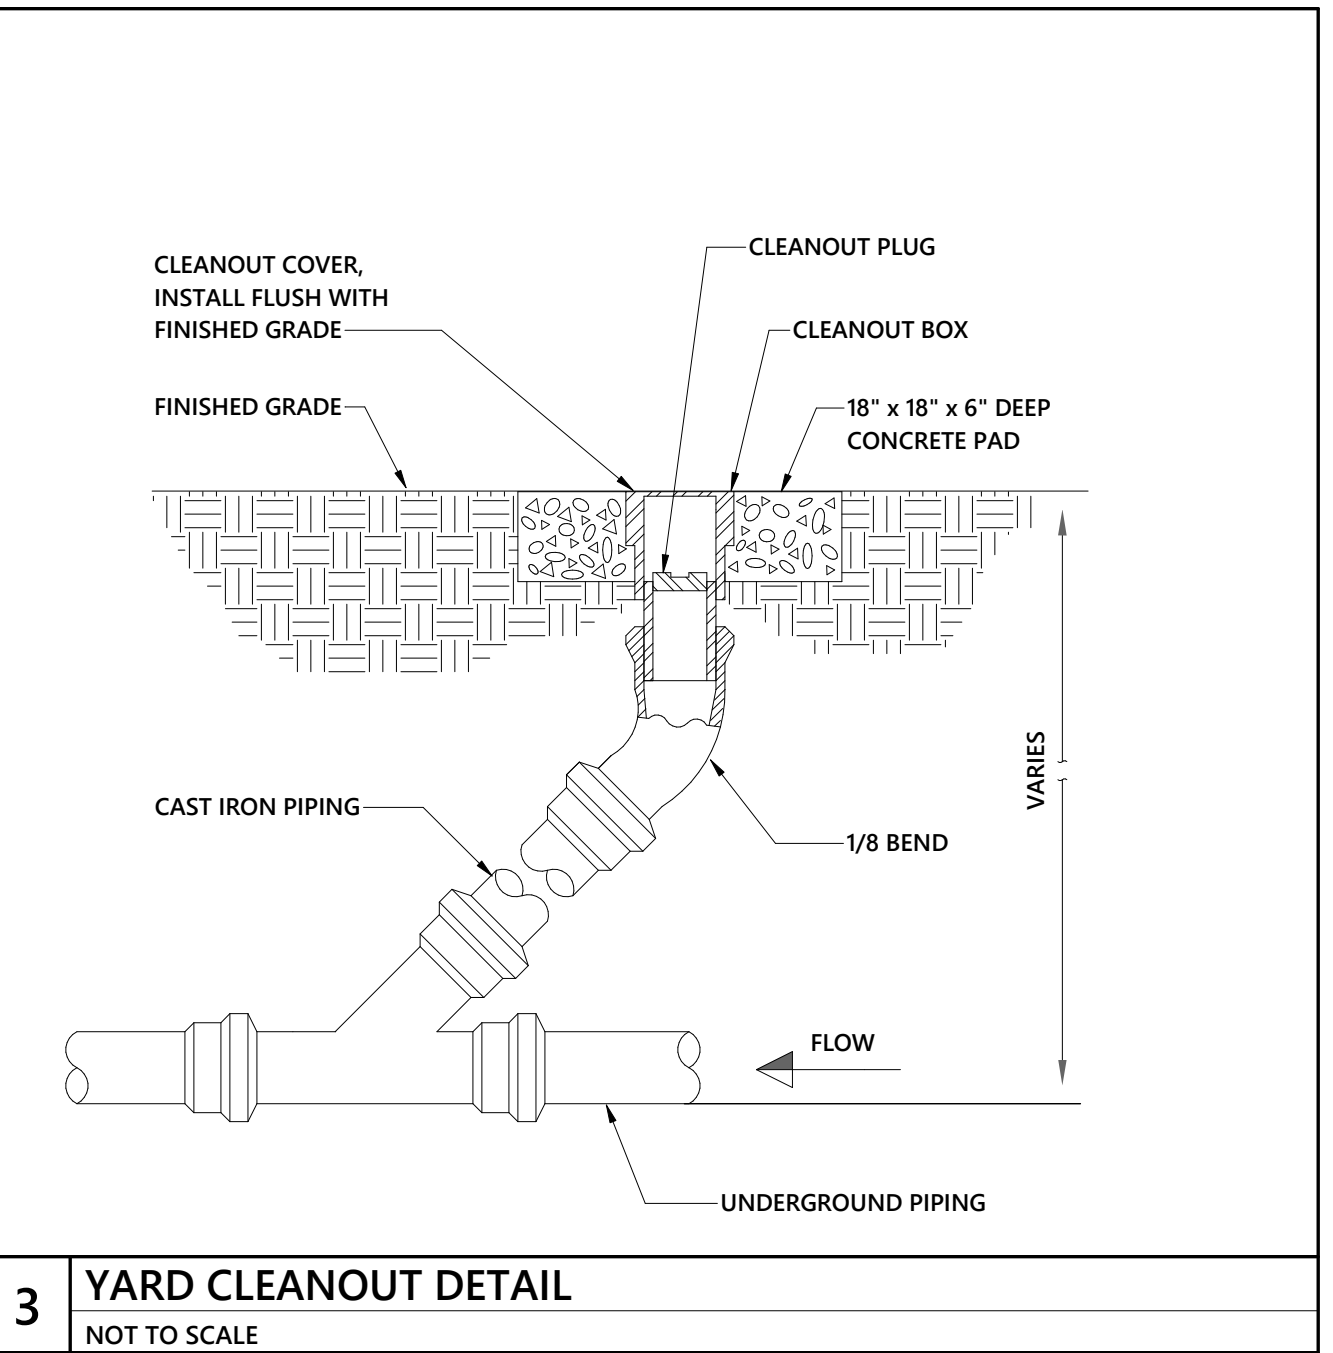 CLEANOUT COVER,
INSTALL FLUSH WITH
FINISHED GRADE
FINISHED GRADE
CLEANOUT PLUG
CLEANOUT BOX
18" x 18" x 6" DEEP
CONCRETE PAD
VARIES
CAST IRON PIPING
1/8 BEND
FLOW
UNDERGROUND PIPING
3
YARD CLEANOUT DETAIL
NOT TO SCALE